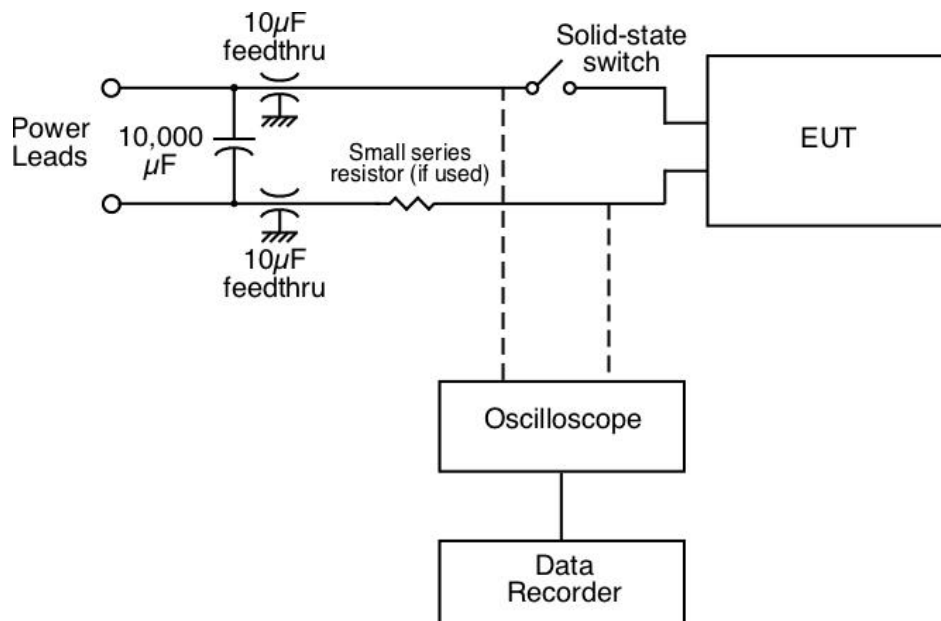 10µF
feedthru
Solid-state
switch
Power
Leads
10,000
µF
Small series
resistor (if used)
EUT
10µF
feedthru
Oscilloscope
Data
Recorder